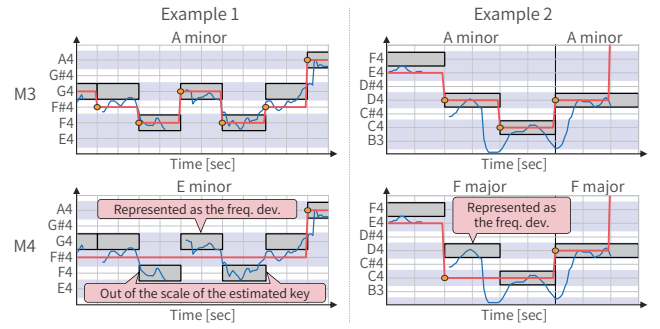 Example 1
Example 2
A minor
A minor
A minor
M3
A4
G#4
G4
F#4
F4
E4
Time [sec]
F4
E4
D#4
D4
C#4
C4
B3
Time [sec]
E minor
F major
F major
M4
A4
G#4
G4
F#4
F4
E4
Represented as the freq. dev.
Out of the scale of the estimated key
Time [sec]
F4
E4
D#4
D4
C#4
C4
B3
Represented as
the freq. dev.
Time [sec]